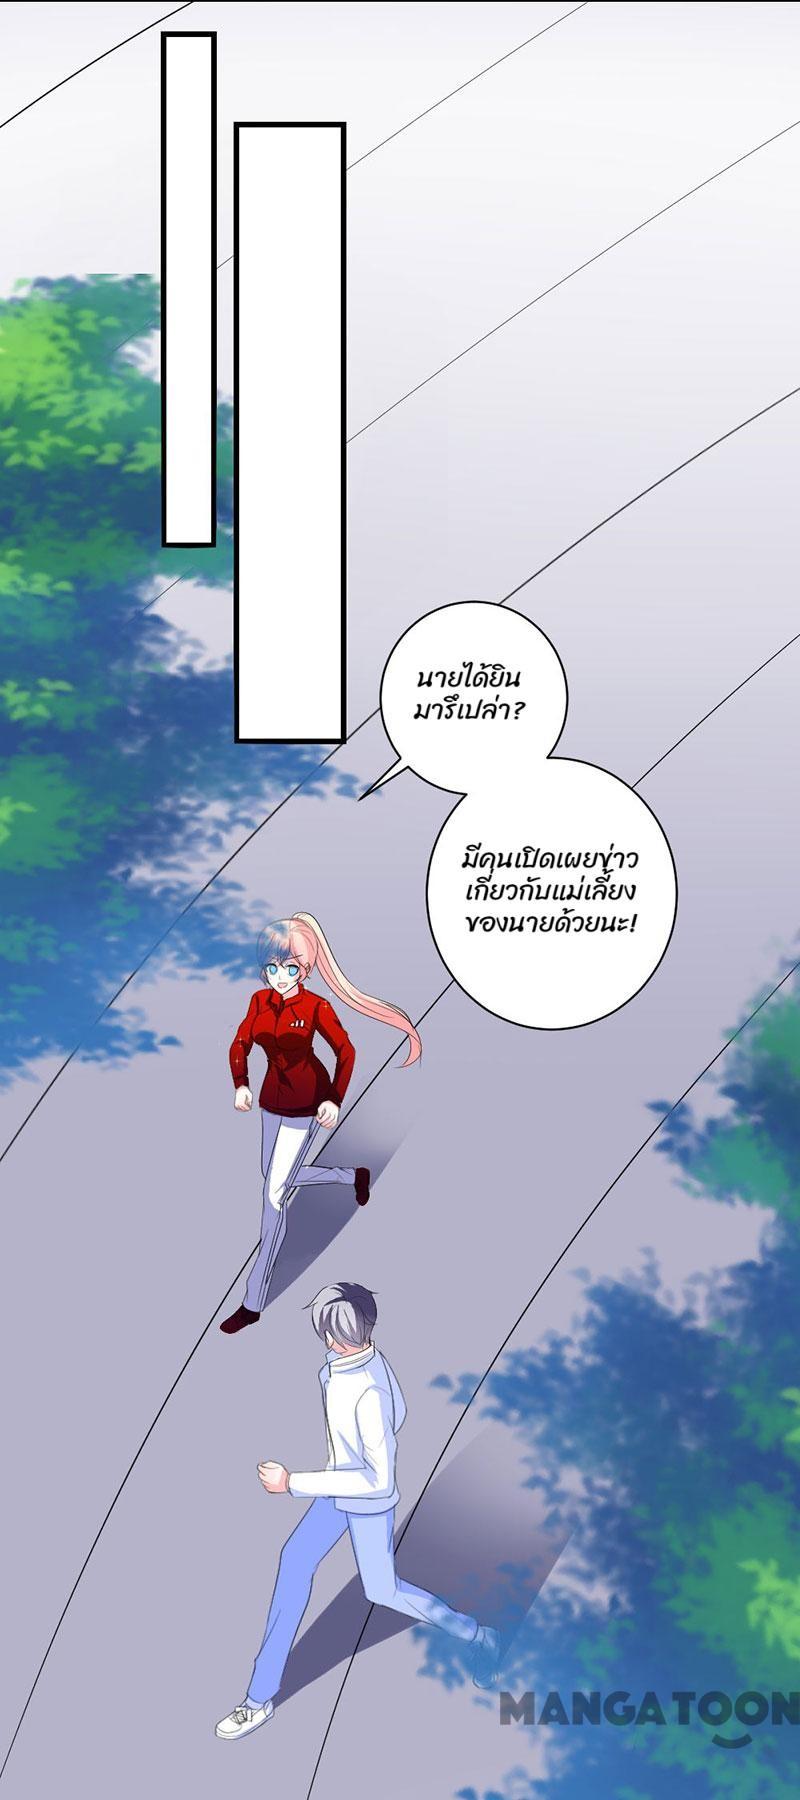 นายได้ยิน
มารึเปล่า?
มีคนเปิดเผยข่าว
เกี่ยวกับแม่เลี้ยง
ของนายด้วยนะ!
MANGATOON